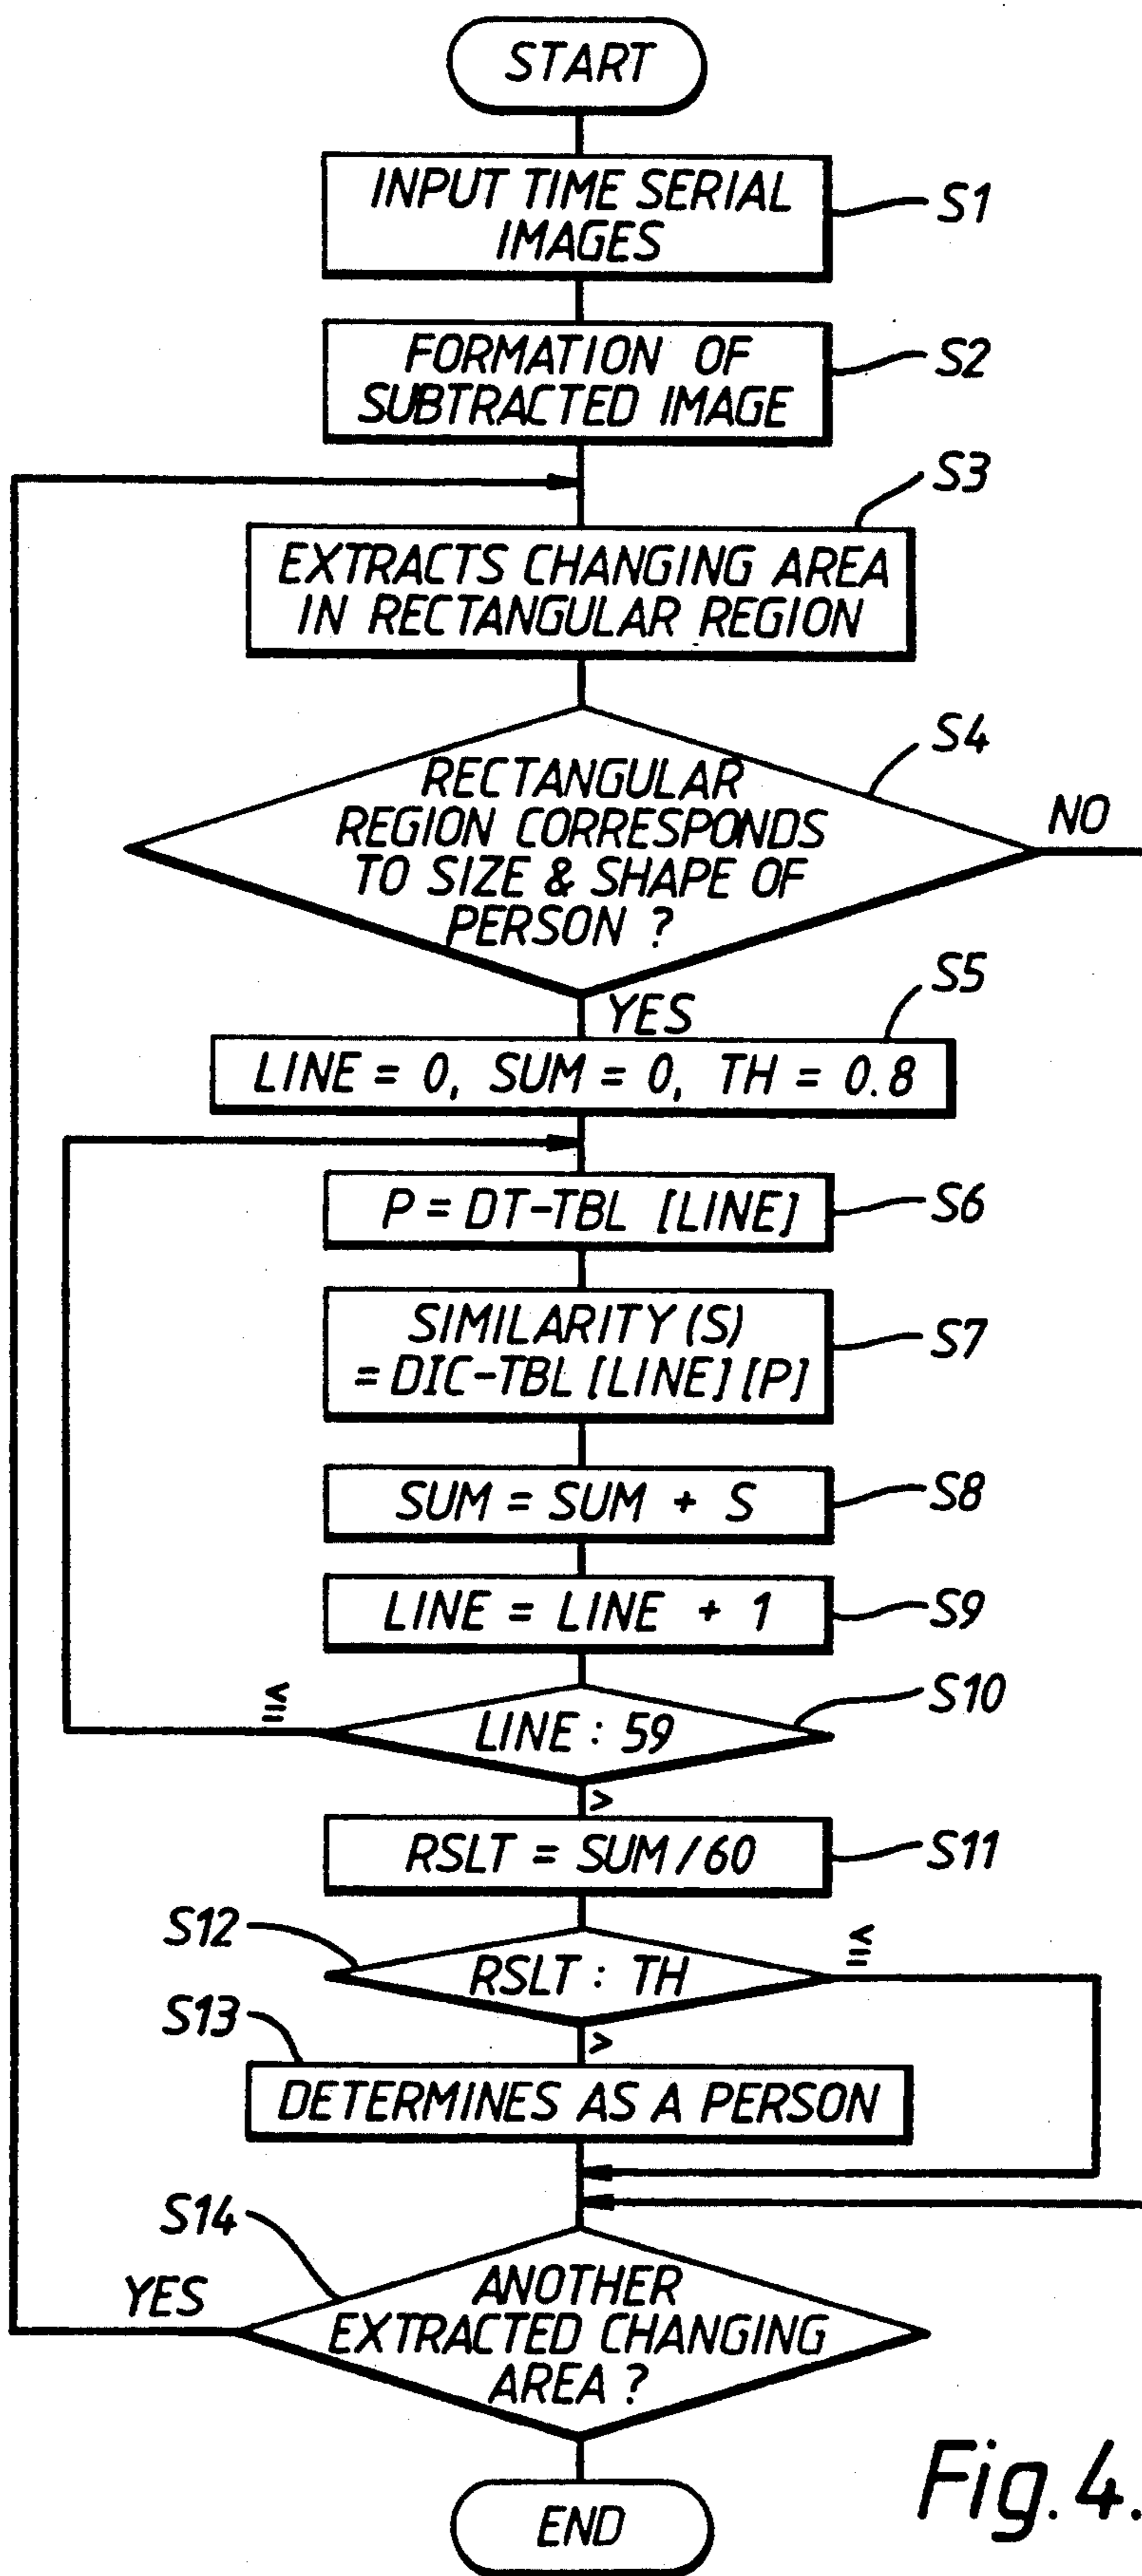 START
INPUT TIME SERIAL
IMAGES
S1
FORMATION OF
SUBTRACTED IMAGE
S2
S3
EXTRACTS CHANGING AREA
IN RECTANGULAR REGION
S4
RECTANGULAR
REGION CORRESPONDS
TO SIZE & SHAPE OF
PERSON ?
NO
YES
S5
LINE = 0, SUM = 0, TH = 0.8
P = DT-TBL [LINE]
S6
SIMILARITY (S)
= DIC-TBL [LINE] [P]
S7
SUM = SUM + S
S8
LINE = LINE + 1
S9
≦
LINE : 59
S10
>
RSLT = SUM/60
S11
S12
RSLT : TH
≦
>
S13
DETERMINES AS A PERSON
S14
YES
ANOTHER
EXTRACTED CHANGING
AREA ?
END
Fig. 4.